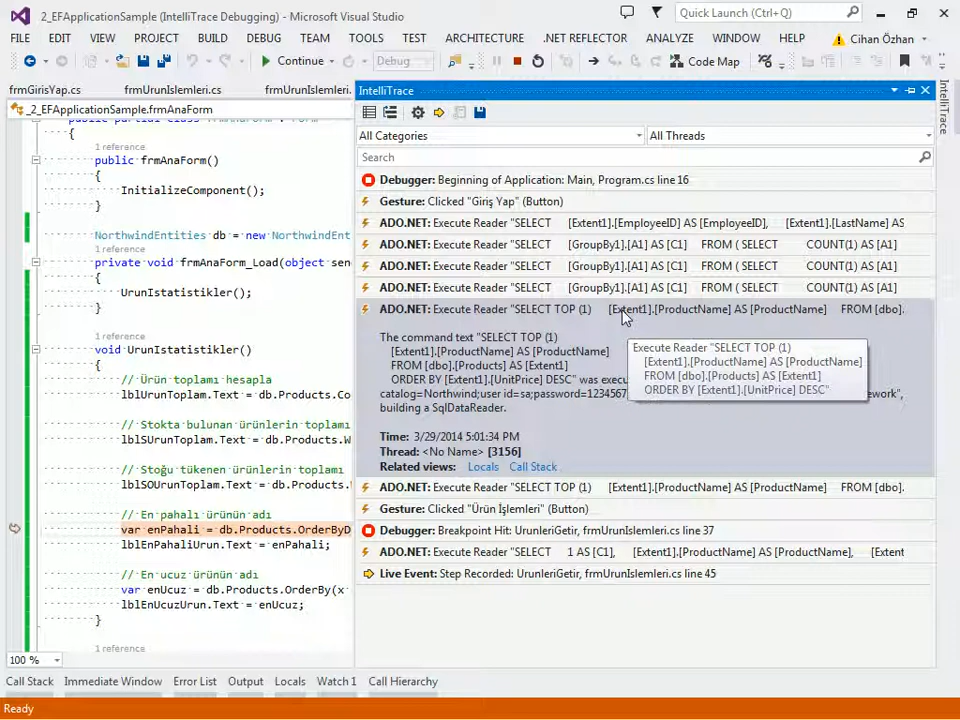 2_EFApplicationSample (IntelliTrace Debugging) - Microsoft Visual Studio
Quick Launch (Ctrl+Q)
FILE EDIT VIEW PROJECT BUILD DEBUG TEAM TOOLS TEST ARCHITECTURE .NET REFLECTOR ANALYZE WINDOW HELP Cihan Özhan
Continue Debug Code Map
frmGirisYap.cs frmUrunIslemleri.cs frmUrunIslemleri.
_2_EFApplicationSample.frmAnaForm
{
1 reference
public frmAnaForm()
{
InitializeComponent();
}
NorthwindEntities db = new NorthwindEnt
1 reference
private void frmAnaForm_Load(object sen
{
UrunIstatistikler();
}
1 reference
void UrunIstatistikler()
{
// Ürün toplamı hesapla
lblUrunToplam.Text = db.Products.Co
// Stokta bulunan ürünlerin toplamı
lblSUrunToplam.Text = db.Products.W
// Stoğu tükenen ürünlerin toplamı
lblSOUrunToplam.Text = db.Products.
// En pahalı ürünün adı
var enPahali = db.Products.OrderByD
lblEnPahaliUrun.Text = enPahali;
// En ucuz ürünün adı
var enUcuz = db.Products.OrderBy(x
lblEnUcuzUrun.Text = enUcuz;
}
1 reference
100 %
IntelliTrace
All Categories All Threads
Search
Debugger: Beginning of Application: Main, Program.cs line 16
Gesture: Clicked "Giriş Yap" (Button)
ADO.NET: Execute Reader "SELECT [Extent1].[EmployeeID] AS [EmployeeID], [Extent1].[LastName] AS
ADO.NET: Execute Reader "SELECT [GroupBy1].[A1] AS [C1] FROM ( SELECT COUNT(1) AS [A1]
ADO.NET: Execute Reader "SELECT [GroupBy1].[A1] AS [C1] FROM ( SELECT COUNT(1) AS [A1]
ADO.NET: Execute Reader "SELECT [GroupBy1].[A1] AS [C1] FROM ( SELECT COUNT(1) AS [A1]
ADO.NET: Execute Reader "SELECT TOP (1) [Extent1].[ProductName] AS [ProductName] FROM [dbo].
The command text "SELECT TOP (1)
[Extent1].[ProductName] AS [ProductName]
FROM [dbo].[Products] AS [Extent1]
ORDER BY [Extent1].[UnitPrice] DESC" was execu
catalog=Northwind;user id=sa;password=1234567
building a SqlDataReader.
Execute Reader "SELECT TOP (1)
[Extent1].[ProductName] AS [ProductName]
FROM [dbo].[Products] AS [Extent1]
ORDER BY [Extent1].[UnitPrice] DESC"
Time: 3/29/2014 5:01:34 PM
Thread: <No Name> [3156]
Related views: Locals Call Stack
ADO.NET: Execute Reader "SELECT TOP (1) [Extent1].[ProductName] AS [ProductName] FROM [dbo].
Gesture: Clicked "Ürün İşlemleri" (Button)
Debugger: Breakpoint Hit: UrunleriGetir, frmUrunIslemleri.cs line 37
ADO.NET: Execute Reader "SELECT 1 AS [C1], [Extent1].[ProductName] AS [ProductName], [Extent
Live Event: Step Recorded: UrunleriGetir, frmUrunIslemleri.cs line 45
IntelliTrace
Call Stack Immediate Window Error List Output Locals Watch 1 Call Hierarchy
Ready